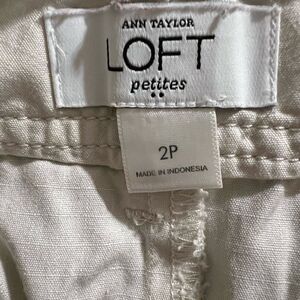 ANN TAYLOR
LOFT
petites
2P
MADE IN INDONESIA